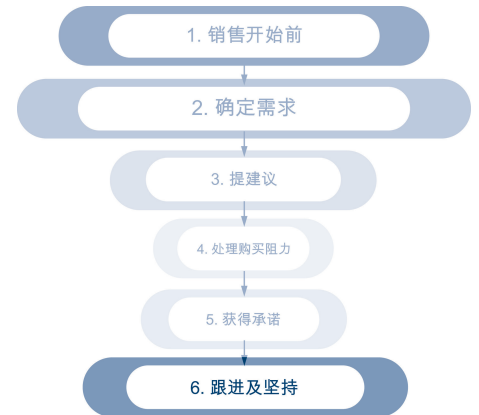 1. 销售开始前
2. 确定需求
3. 提建议
4. 处理购买阻力
5. 获得承诺
6. 跟进及坚持